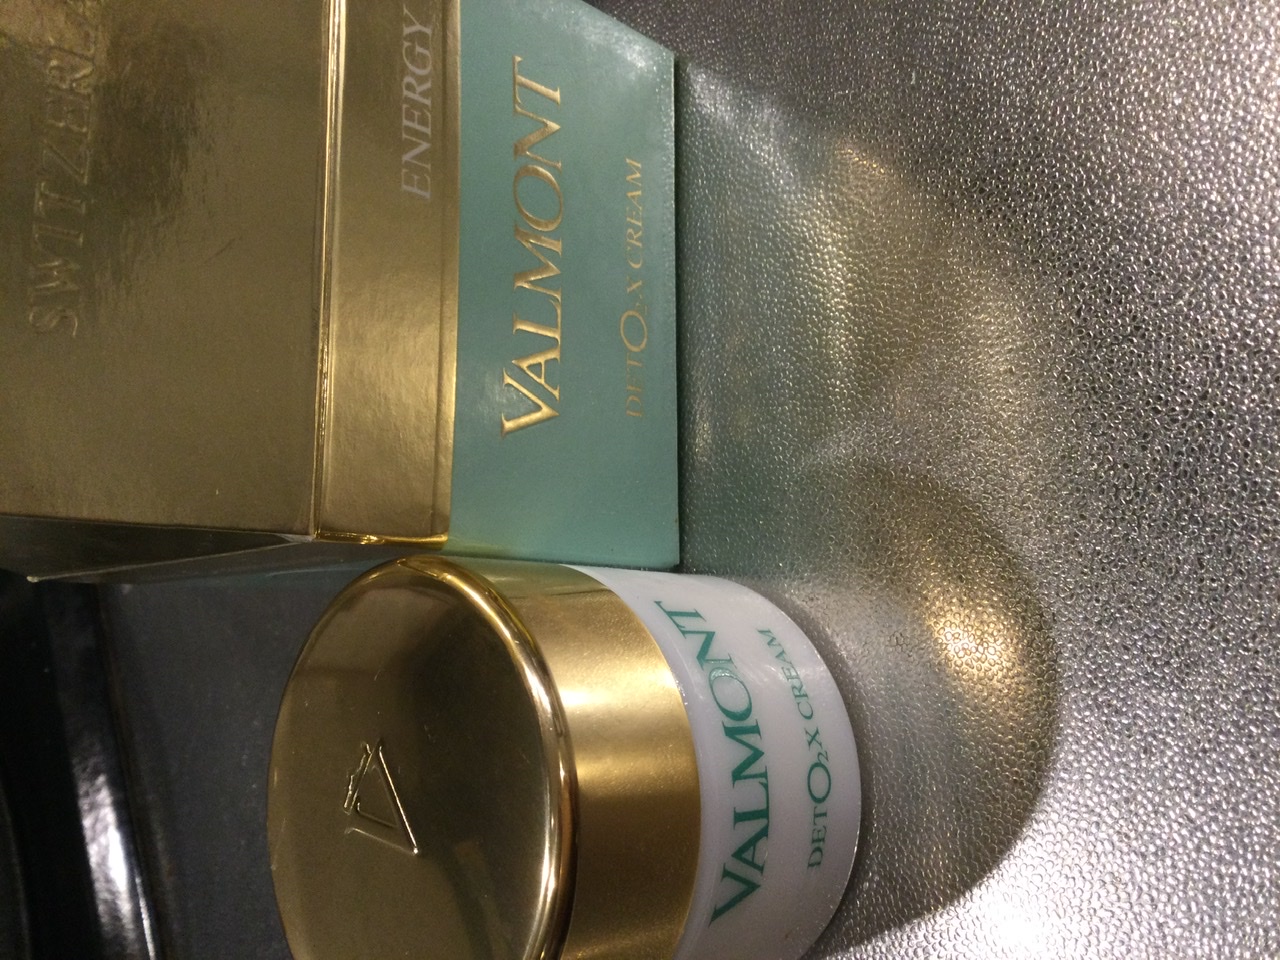 SWITZERL
ENERGY
VALMONT
DETO2X CREAM
VALMONT
DETO2X CREAM